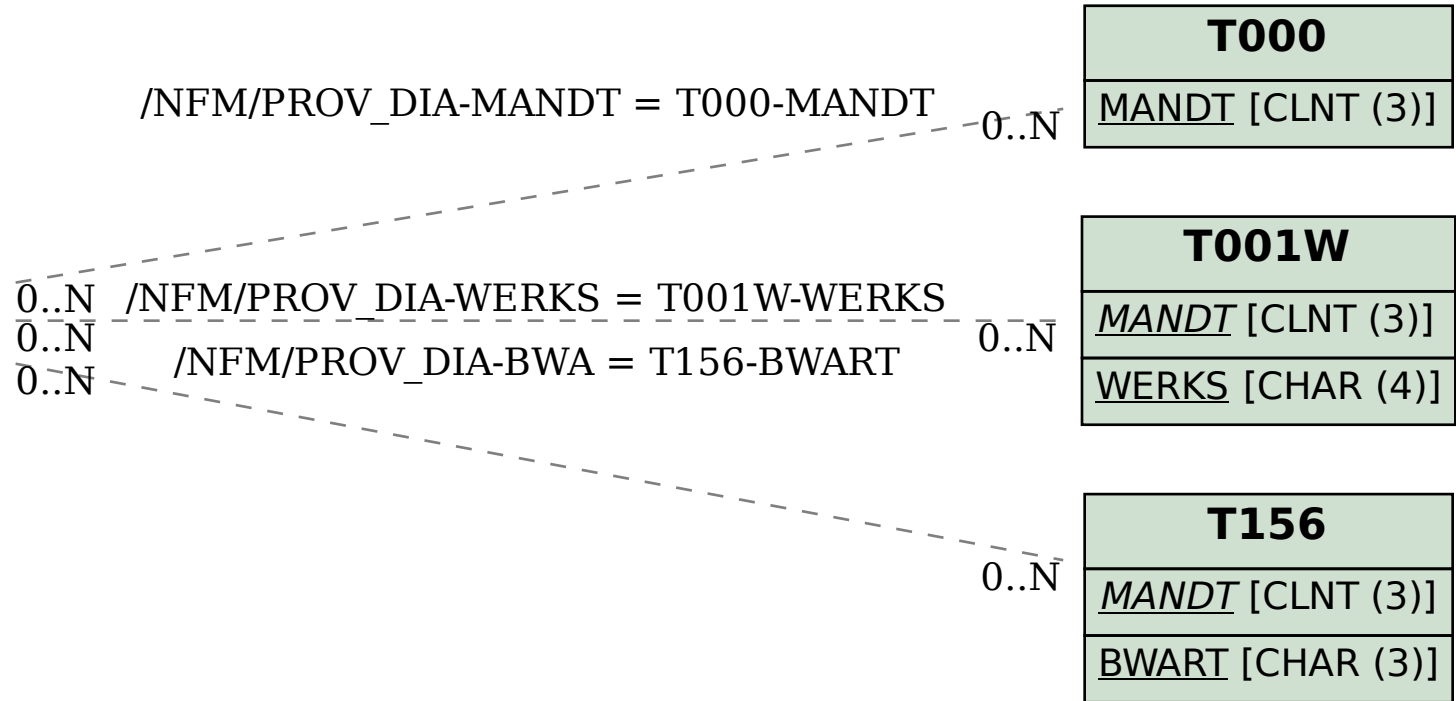 T000
/NFM/PROV_DIA-MANDT = T000-MANDT
0..N
MANDT [CLNT (3)]
T001W
0..N
/NFM/PROV_DIA-WERKS = T001W-WERKS
MANDT [CLNT (3)]
0..N
0..N
/NFM/PROV_DIA-BWA = T156-BWART
0..N
WERKS [CHAR (4)]
T156
0..N
MANDT [CLNT (3)]
BWART [CHAR (3)]